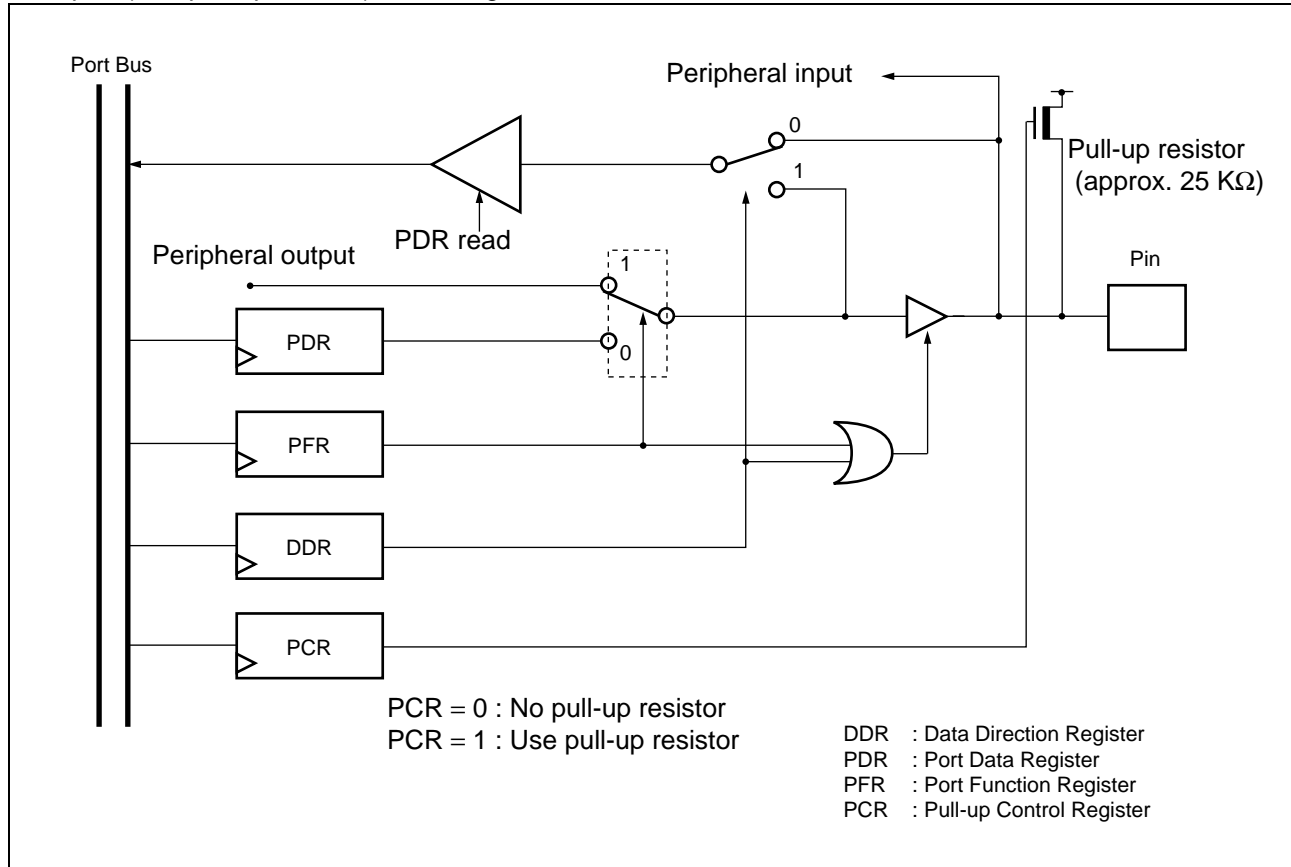 Port Bus
Peripheral input
0
Pull-up resistor
(approx. 25 KΩ)
1
PDR read
Peripheral output
1
Pin
PDR
0
PFR
DDR
PCR
PCR = 0 : No pull-up resistor
PCR = 1 : Use pull-up resistor
DDR : Data Direction Register
PDR : Port Data Register
PFR : Port Function Register
PCR : Pull-up Control Register